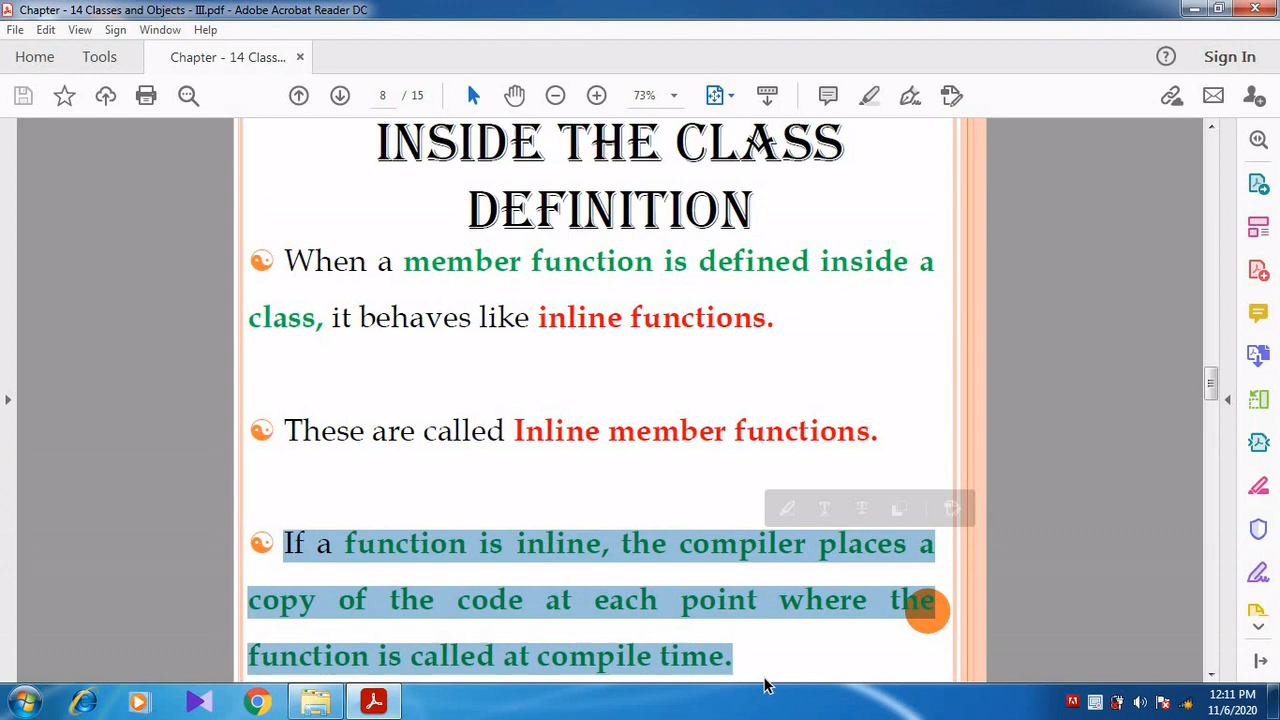 Chapter - 14 Classes and Objects - III.pdf - Adobe Acrobat Reader DC
File Edit View Sign Window Help
Home Tools Chapter - 14 Class... × Sign In
8 / 15 73%
INSIDE THE CLASS
DEFINITION
When a member function is defined inside a
class, it behaves like inline functions.
These are called Inline member functions.
If a function is inline, the compiler places a
copy of the code at each point where the
function is called at compile time.
12:11 PM
11/6/2020